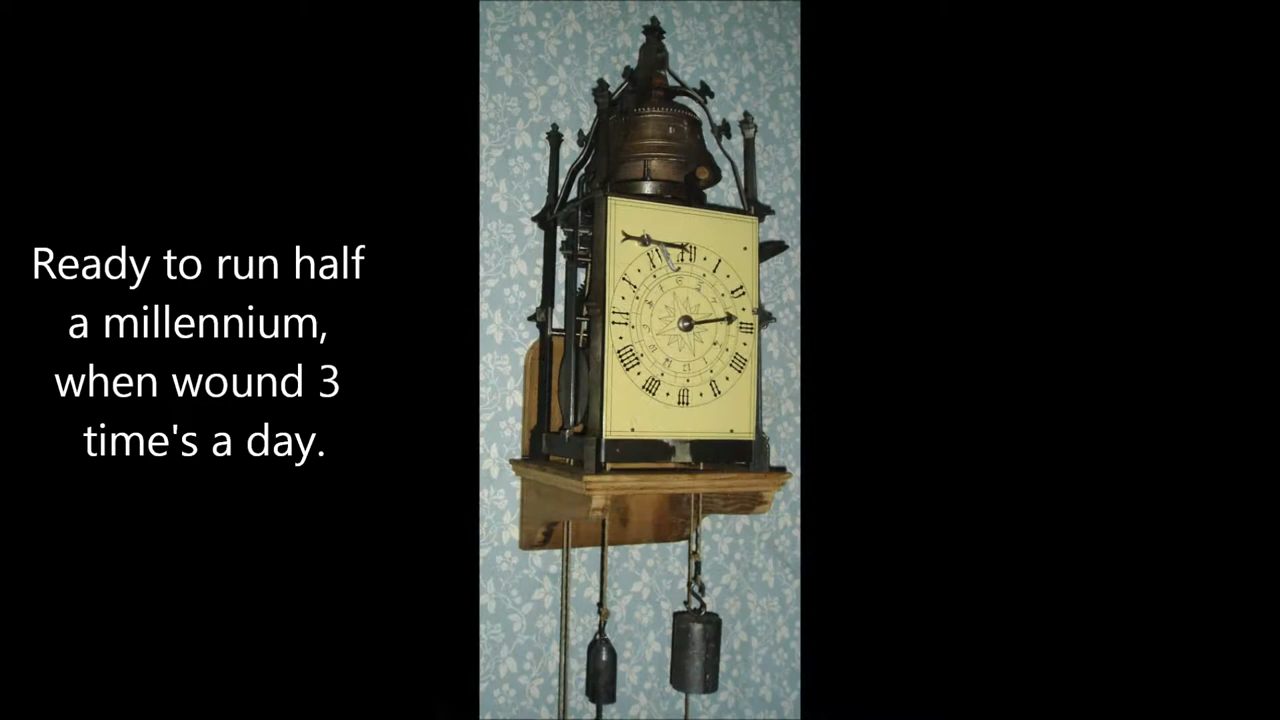 Ready to run half
a millennium,
when wound 3
time's a day.